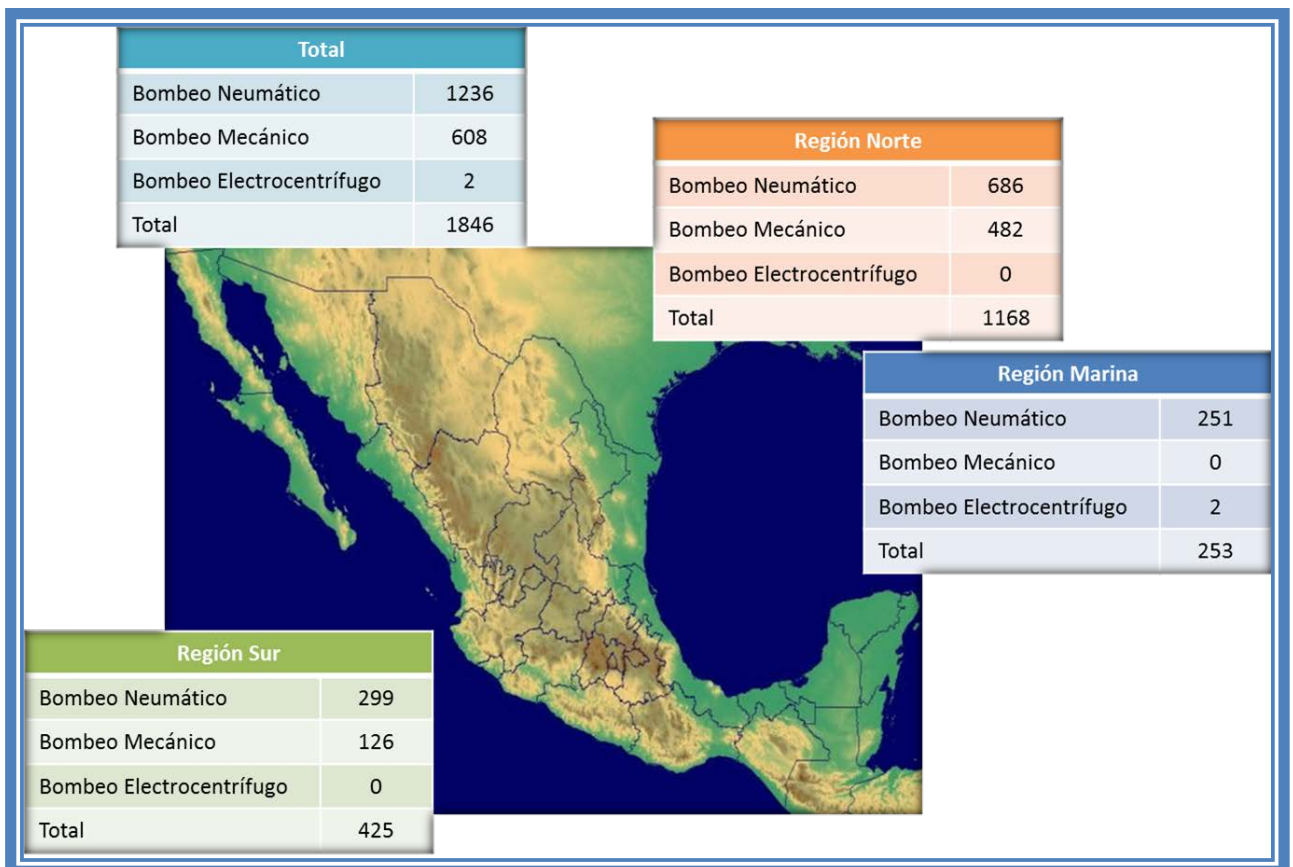 Total
Bombeo Neumático 1236
Bombeo Mecánico 608
Bombeo Electrocentrífugo 2
Total 1846
Región Norte
Bombeo Neumático 686
Bombeo Mecánico 482
Bombeo Electrocentrífugo 0
Total 1168
Región Marina
Bombeo Neumático 251
Bombeo Mecánico 0
Bombeo Electrocentrífugo 2
Total 253
Región Sur
Bombeo Neumático 299
Bombeo Mecánico 126
Bombeo Electrocentrífugo 0
Total 425